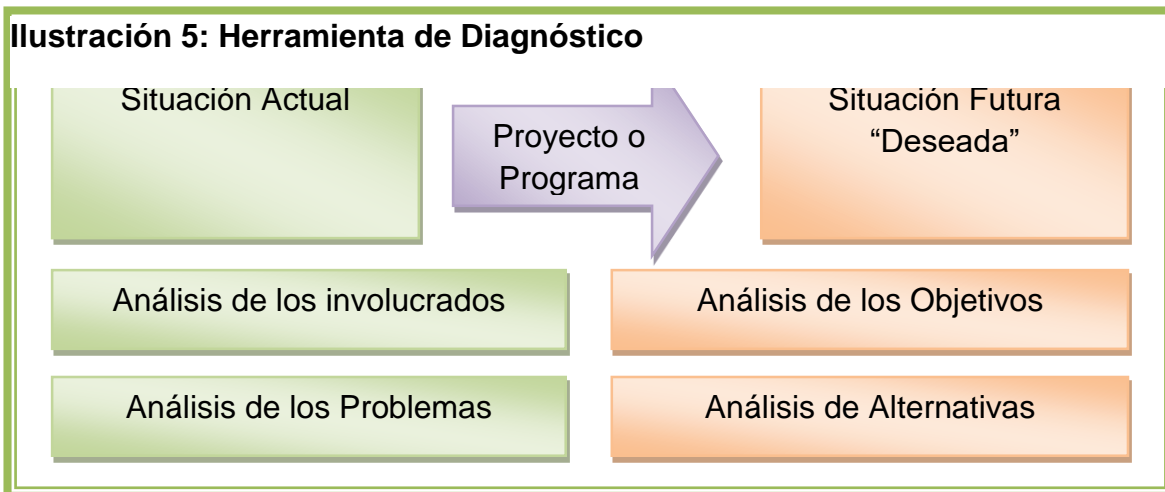 Ilustración 5: Herramienta de Diagnóstico
Situación Actual
Proyecto o
Programa
Situación Futura
“Deseada”
Análisis de los involucrados
Análisis de los Objetivos
Análisis de los Problemas
Análisis de Alternativas